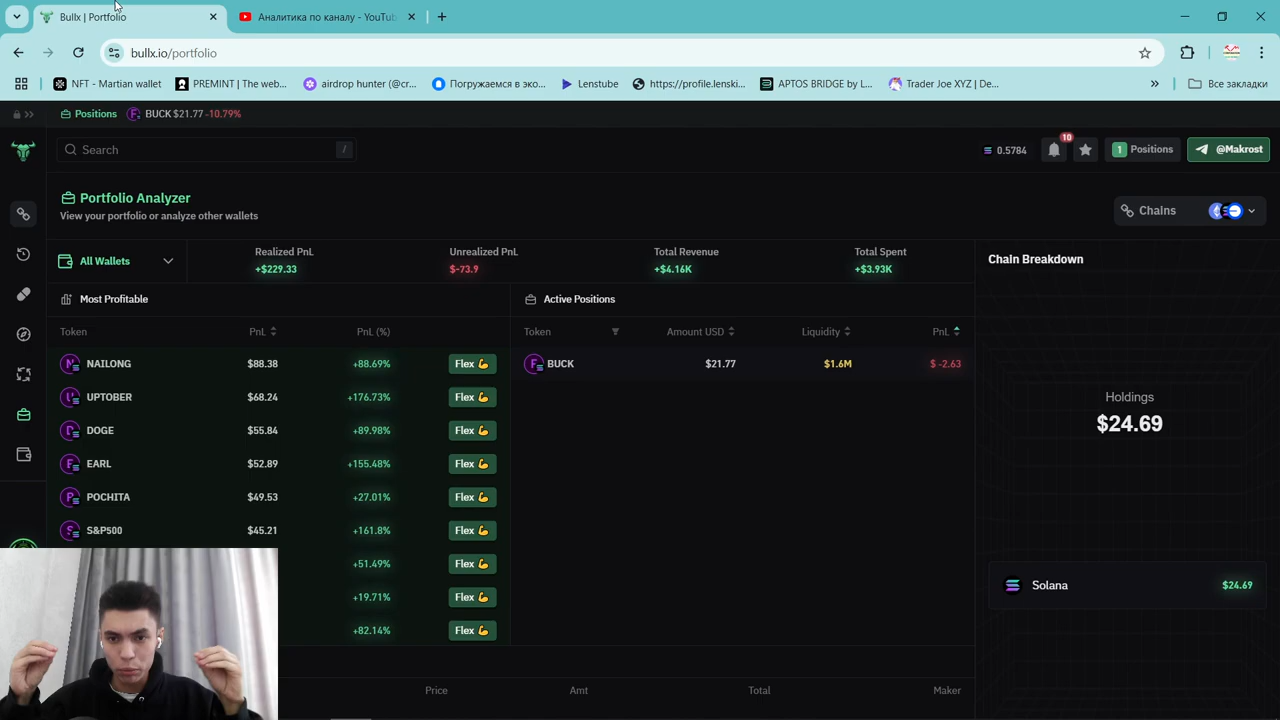 Bullx | Portfolio
Аналитика по каналу - YouTub
bullx.io/portfolio
NFT - Martian wallet
PREMINT | The web...
airdrop hunter (@cr...
Погружаемся в эко...
Lenstube
https://profile.lenski...
APTOS BRIDGE by L...
Trader Joe XYZ | De...
Все закладки
Positions
BUCK $21.77 -10.79%
Search
/
0.5784
10
1 Positions
@Makrost
Portfolio Analyzer
View your portfolio or analyze other wallets
Chains
All Wallets
Realized PnL
+$229.33
Unrealized PnL
$-73.9
Total Revenue
+$4.16K
Total Spent
+$3.93K
Chain Breakdown
Most Profitable
Token PnL PnL (%)
NAILONG $88.38 +88.69% Flex 💪
UPTOBER $68.24 +176.73% Flex 💪
DOGE $55.84 +89.98% Flex 💪
EARL $52.89 +155.48% Flex 💪
POCHITA $49.53 +27.01% Flex 💪
S&P500 $45.21 +161.8% Flex 💪
+51.49% Flex 💪
+19.71% Flex 💪
+82.14% Flex 💪
Active Positions
Token Amount USD Liquidity PnL
BUCK $21.77 $1.6M $ -2.63
Holdings
$24.69
Solana $24.69
Price Amt Total Maker